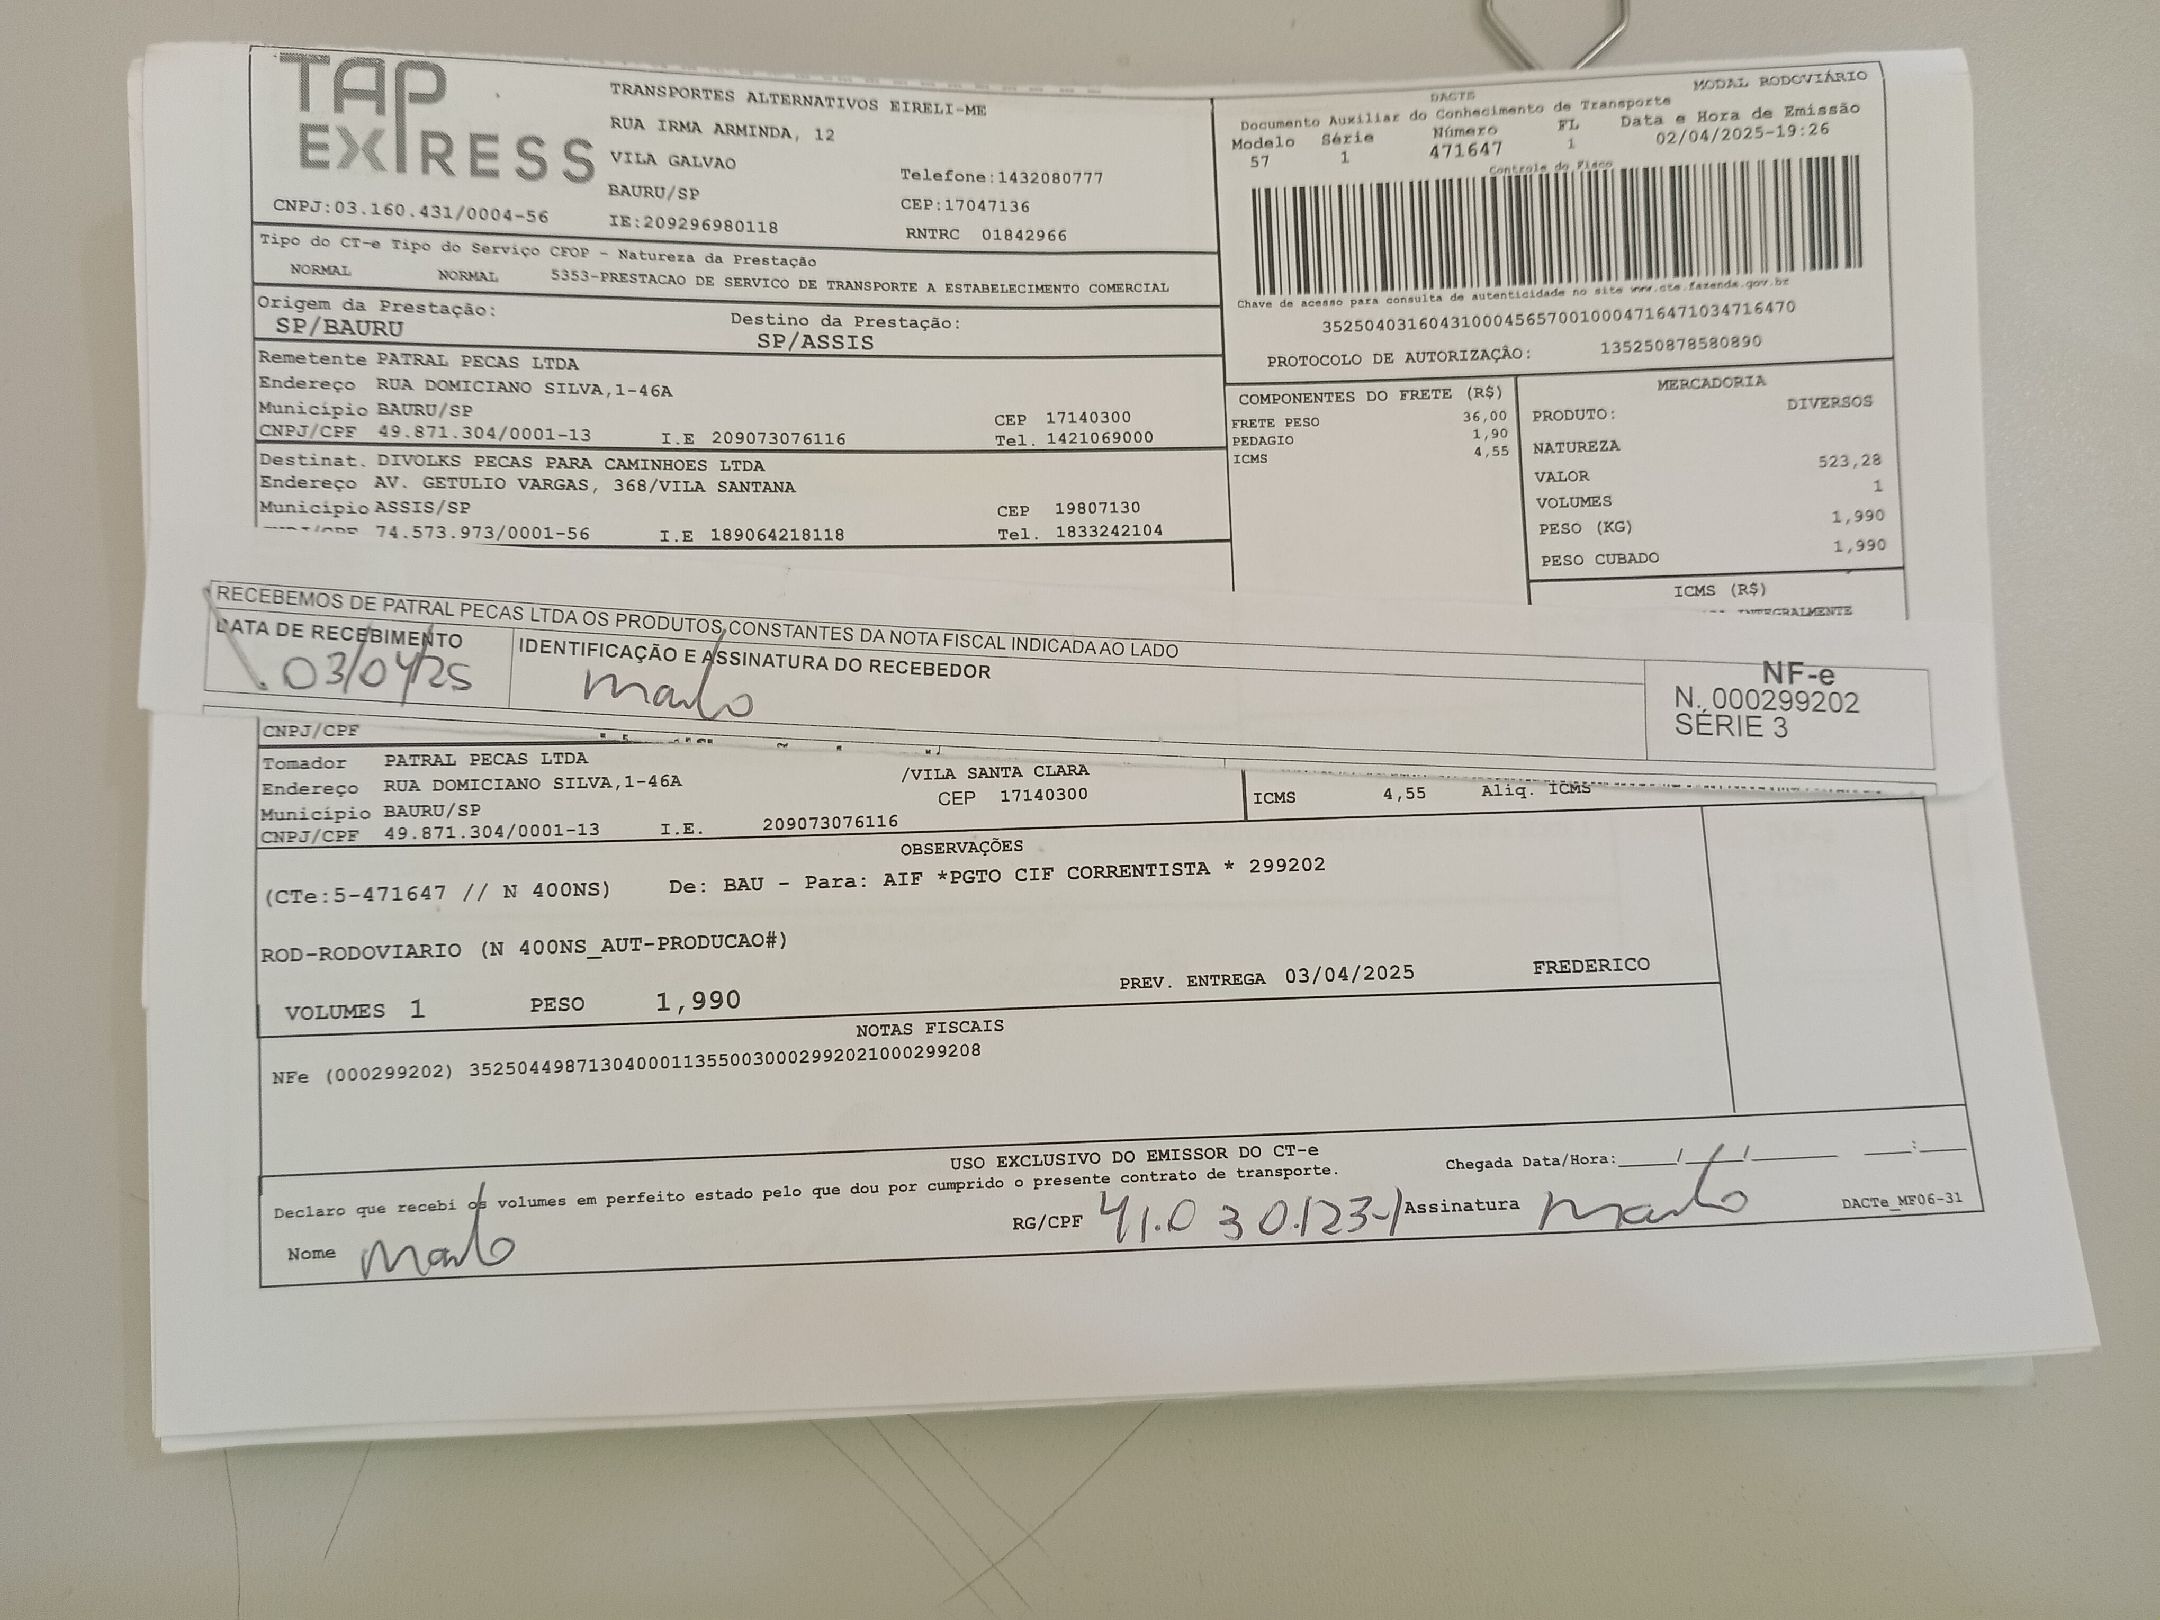 TAP EXPRESS
TRANSPORTES ALTERNATIVOS EIRELI-ME
RUA IRMA ARMINDA, 12
VILA GALVAO
Telefone:1432080777
BAURU/SP
CEP:17047136
CNPJ:03.160.431/0004-56
IE:209296980118
RNTRC 01842966
DACTE
MODAL RODOVIÁRIO
Documento Auxiliar do Conhecimento de Transporte
Modelo Série Número FL Data e Hora de Emissão
57 1 471647 1 02/04/2025-19:26
Controle do Fisco
Chave de acesso para consulta de autenticidade no site www.cte.fazenda.gov.br
35250403160431000456570010004716471034716470
PROTOCOLO DE AUTORIZAÇÃO: 135250878580890
Tipo do CT-e Tipo do Serviço CFOP - Natureza da Prestação
NORMAL NORMAL 5353-PRESTACAO DE SERVICO DE TRANSPORTE A ESTABELECIMENTO COMERCIAL
Origem da Prestação: Destino da Prestação:
SP/BAURU SP/ASSIS
Remetente PATRAL PECAS LTDA
Endereço RUA DOMICIANO SILVA,1-46A
Município BAURU/SP CEP 17140300
CNPJ/CPF 49.871.304/0001-13 I.E 209073076116 Tel. 1421069000
Destinat. DIVOLKS PECAS PARA CAMINHOES LTDA
Endereço AV. GETULIO VARGAS, 368/VILA SANTANA
Município ASSIS/SP CEP 19807130
74.573.973/0001-56 I.E 189064218118 Tel. 1833242104
COMPONENTES DO FRETE (R$)
FRETE PESO 36,00
PEDAGIO 1,90
ICMS 4,55
MERCADORIA
PRODUTO: DIVERSOS
NATUREZA
VALOR 523,28
VOLUMES 1
PESO (KG) 1,990
PESO CUBADO 1,990
ICMS (R$)
INTEGRALMENTE
RECEBEMOS DE PATRAL PECAS LTDA OS PRODUTOS CONSTANTES DA NOTA FISCAL INDICADA AO LADO
DATA DE RECEBIMENTO
03/04/25
IDENTIFICAÇÃO E ASSINATURA DO RECEBEDOR
NF-e
N. 000299202
SÉRIE 3
CNPJ/CPF
Tomador PATRAL PECAS LTDA
Endereço RUA DOMICIANO SILVA,1-46A /VILA SANTA CLARA
Município BAURU/SP CEP 17140300
CNPJ/CPF 49.871.304/0001-13 I.E. 209073076116
ICMS 4,55 Aliq. ICMS
OBSERVAÇÕES
(CTe:5-471647 // N 400NS) De: BAU - Para: AIF *PGTO CIF CORRENTISTA * 299202
ROD-RODOVIARIO (N 400NS_AUT-PRODUCAO#)
VOLUMES 1 PESO 1,990 PREV. ENTREGA 03/04/2025 FREDERICO
NOTAS FISCAIS
NFe (000299202) 35250449871304000113550030002992021000299208
USO EXCLUSIVO DO EMISSOR DO CT-e
Declaro que recebi os volumes em perfeito estado pelo que dou por cumprido o presente contrato de transporte.
Chegada Data/Hora:____/____/______ ___:___
Nome
RG/CPF 41.030.123-1 Assinatura
DACTe_MF06-31